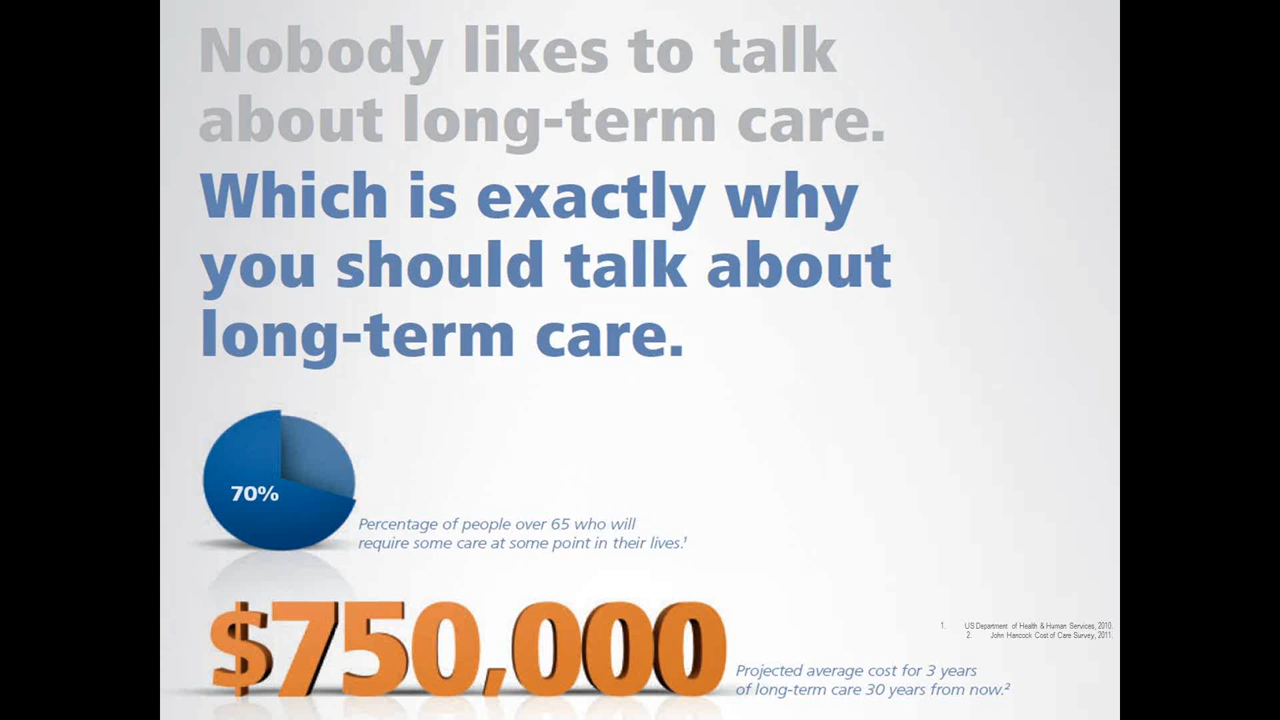 Nobody likes to talk
about long-term care.
Which is exactly why
you should talk about
long-term care.
70%
Percentage of people over 65 who will
require some care at some point in their lives.¹
$750,000
Projected average cost for 3 years
of long-term care 30 years from now.²
1. US Department of Health & Human Services, 2010.
2. John Hancock Cost of Care Survey, 2011.